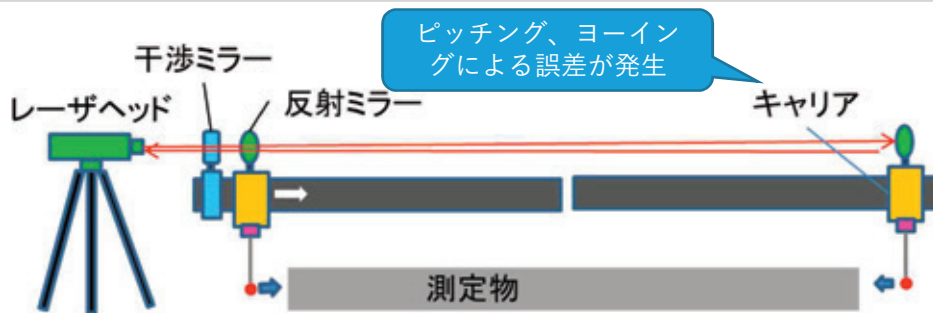 ピッチング、ヨーイン
グによる誤差が発生
干渉ミラー
レーザヘッド
反射ミラー
キャリア
測定物